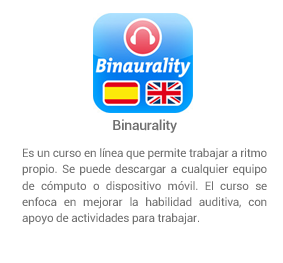 Binaurality
Binaurality
Es un curso en línea que permite trabajar a ritmo
propio. Se puede descargar a cualquier equipo
de cómputo o dispositivo móvil. El curso se
enfoca en mejorar la habilidad auditiva, con
apoyo de actividades para trabajar.